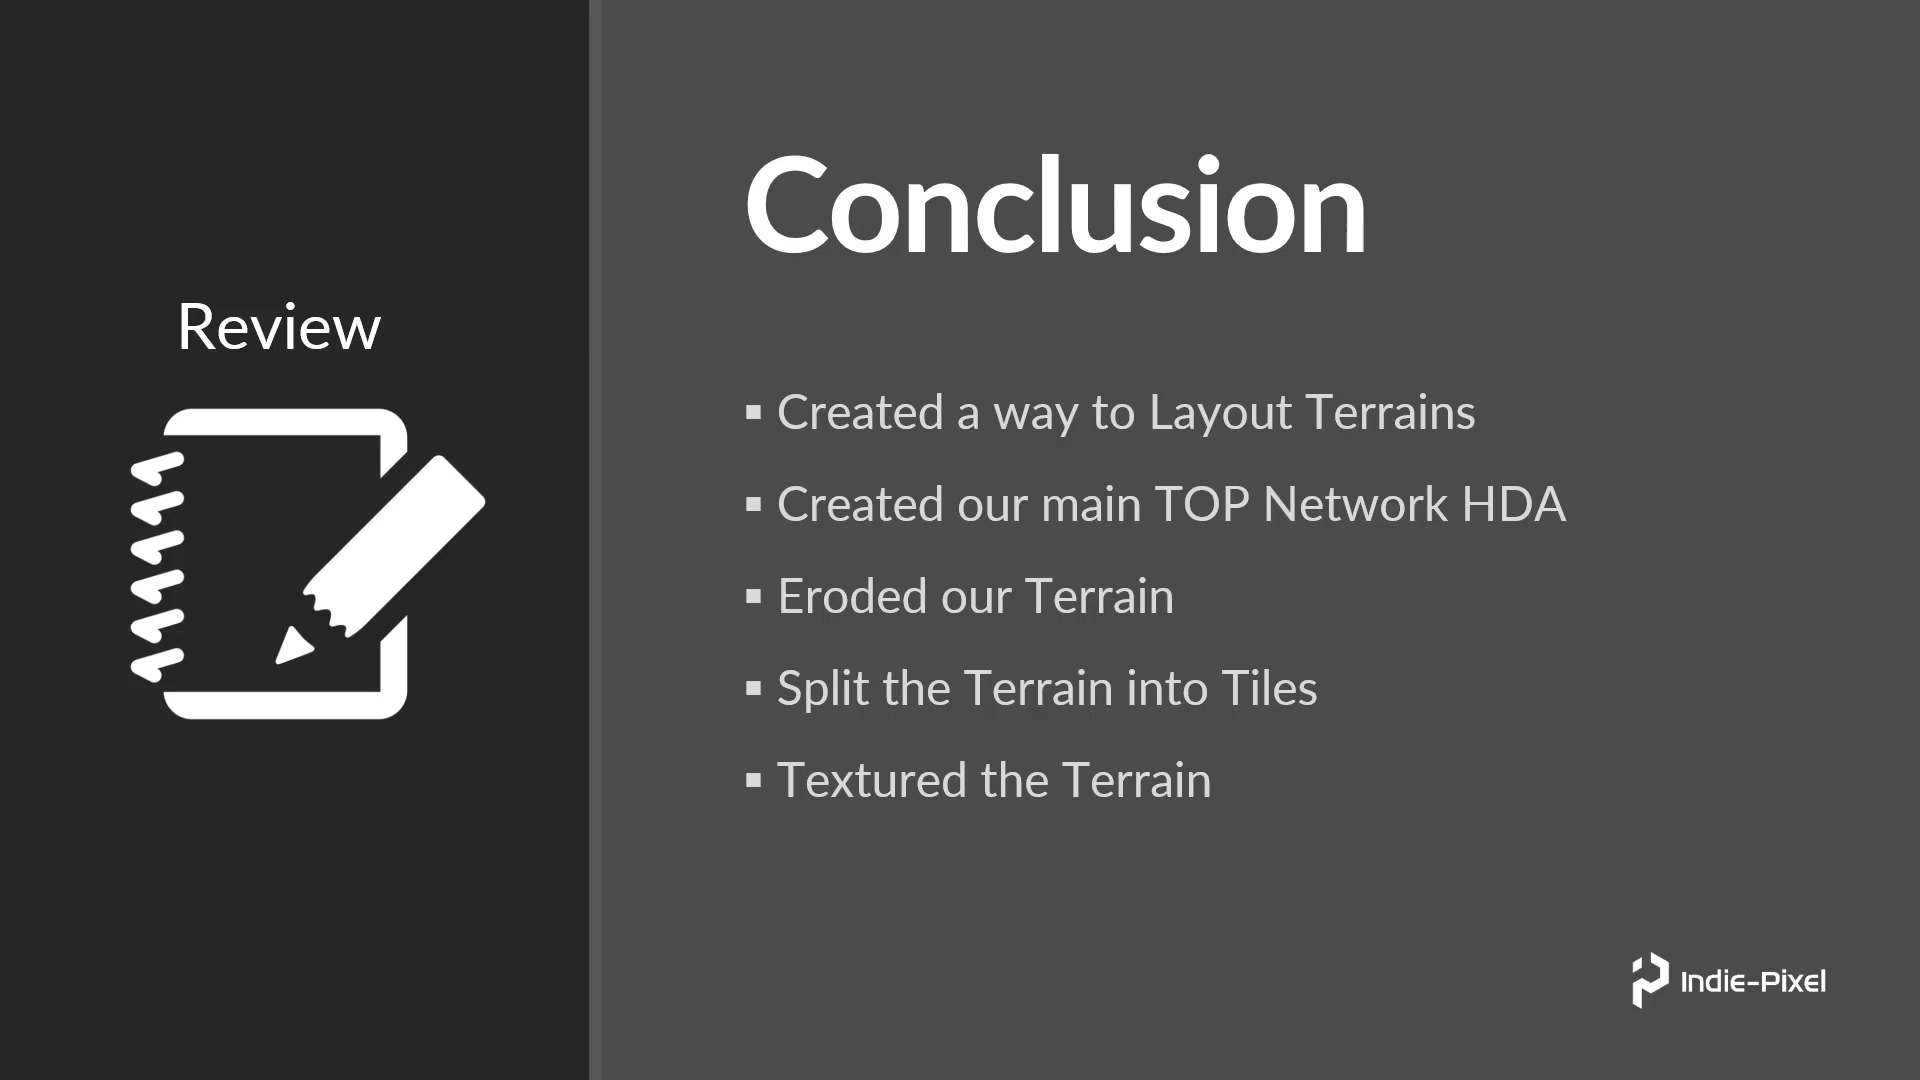 Review
Conclusion
▪ Created a way to Layout Terrains
▪ Created our main TOP Network HDA
▪ Eroded our Terrain
▪ Split the Terrain into Tiles
▪ Textured the Terrain
Indie-Pixel